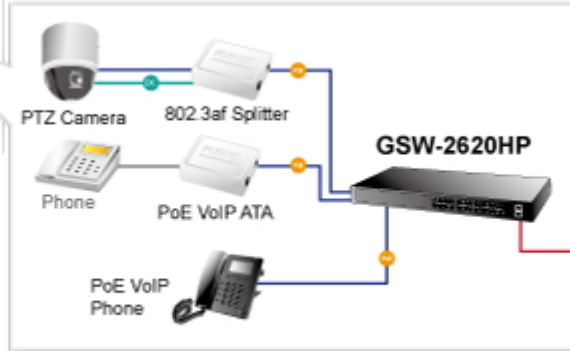 PTZ Camera
802.3af Splitter
GSW-2620HP
Phone
PoE VoIP ATA
PoE VoIP
Phone